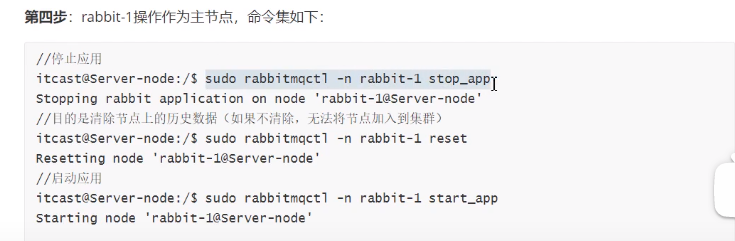 第四步：rabbit-1操作作为主节点，命令集如下：
//停止应用
itcast@Server-node:/$ sudo rabbitmqctl -n rabbit-1 stop_app
Stopping rabbit application on node 'rabbit-1@Server-node'
//目的是清除节点上的历史数据（如果不清除，无法将节点加入到集群）
itcast@Server-node:/$ sudo rabbitmqctl -n rabbit-1 reset
Resetting node 'rabbit-1@Server-node'
//启动应用
itcast@Server-node:/$ sudo rabbitmqctl -n rabbit-1 start_app
Starting node 'rabbit-1@Server-node'